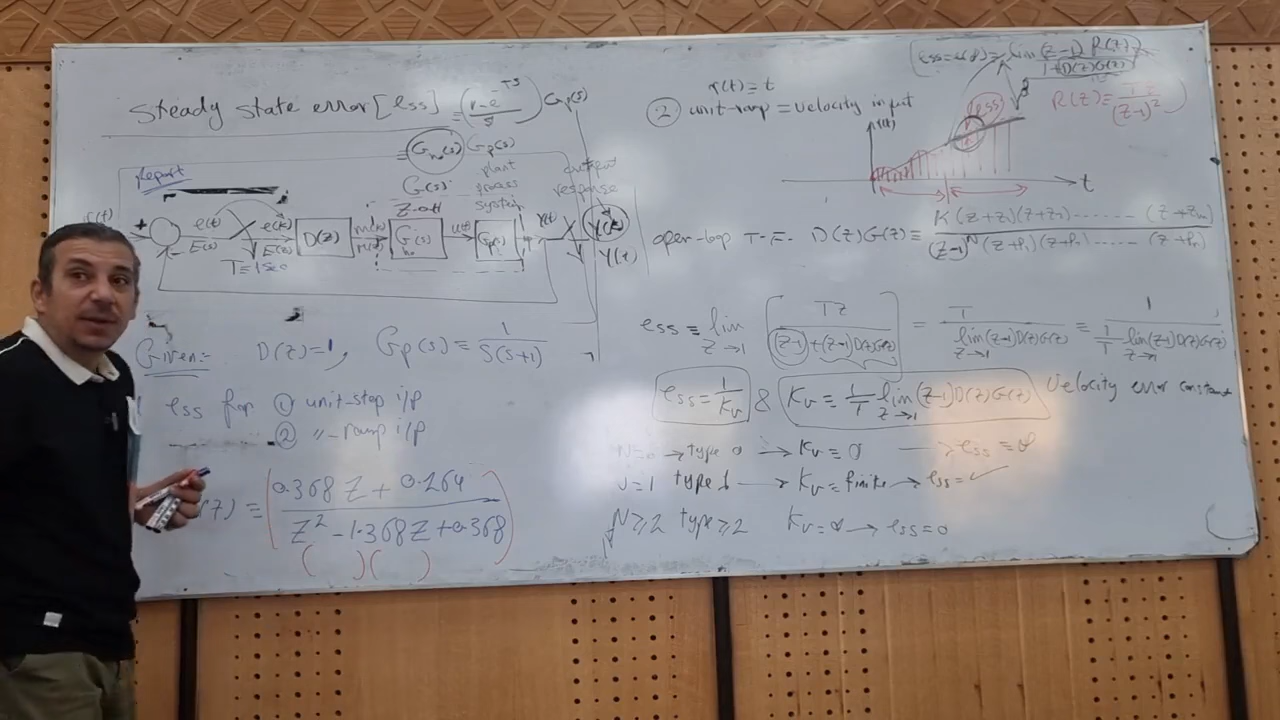 Steady state error [ess] = (1-e^-TS / S) Gp(s)
= Gho(s) Gp(s)
Report
G(s)
Z-o-H
plant
process
system
output
response
r(t) + e(t) e(k) D(z) Gho(s) u(t) Gp(s) y(t) Y(z)
- E(s) T=1sec E(z) M(z) y(t)
Given= D(z)=1, Gp(s) = 1 / S(S+1)
ess for ① unit-step i/p
② "-ramp i/p
(z) = (0.368 Z + 0.264 / Z² - 1.368 Z + 0.368)
( ) ( )
r(t) = t
② unit-ramp = velocity input
ess = e(∞) = lim (z-1) R(z) / 1+D(z)G(z)
R(z) = Tz / (z-1)²
r(t) (ess) t
open-loop T.F. D(z)G(z) = K(z+z)(z+z)------(z+zm) / (z-1)^N (z+p)(z+p)------(z+pn)
ess = lim z→1 [Tz / (z-1)+(z-1)D(z)G(z)] = T / lim z→1 (z-1)D(z)G(z) = 1 / 1/T lim z→1 (z-1)D(z)G(z)
ess = 1/Kv & Kv = 1/T lim z→1 (z-1)D(z)G(z) Velocity error constant
N=0 → type 0 → Kv = 0 → ess = ∞
N=1 type 1 → Kv = finite → ess = ✓
N≥2 type≥2 Kv = ∞ → ess = 0